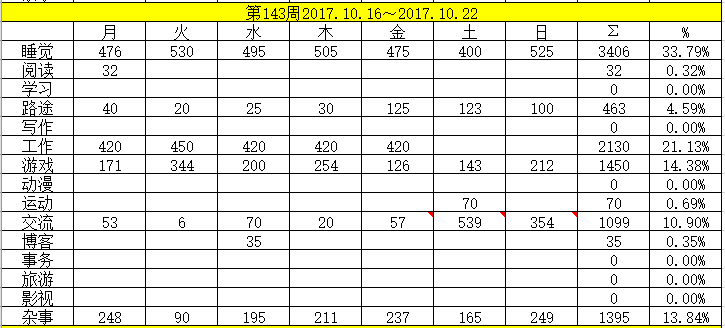 第143周2017.10.16～2017.10.22
月 火 水 木 金 土 日 Σ %
睡觉 476 530 495 505 475 400 525 3406 33.79%
阅读 32 32 0.32%
学习 0 0.00%
路途 40 20 25 30 125 123 100 463 4.59%
写作 0 0.00%
工作 420 450 420 420 420 2130 21.13%
游戏 171 344 200 254 126 143 212 1450 14.38%
动漫 0 0.00%
运动 70 70 0.69%
交流 53 6 70 20 57 539 354 1099 10.90%
博客 35 35 0.35%
事务 0 0.00%
旅游 0 0.00%
影视 0 0.00%
杂事 248 90 195 211 237 165 249 1395 13.84%